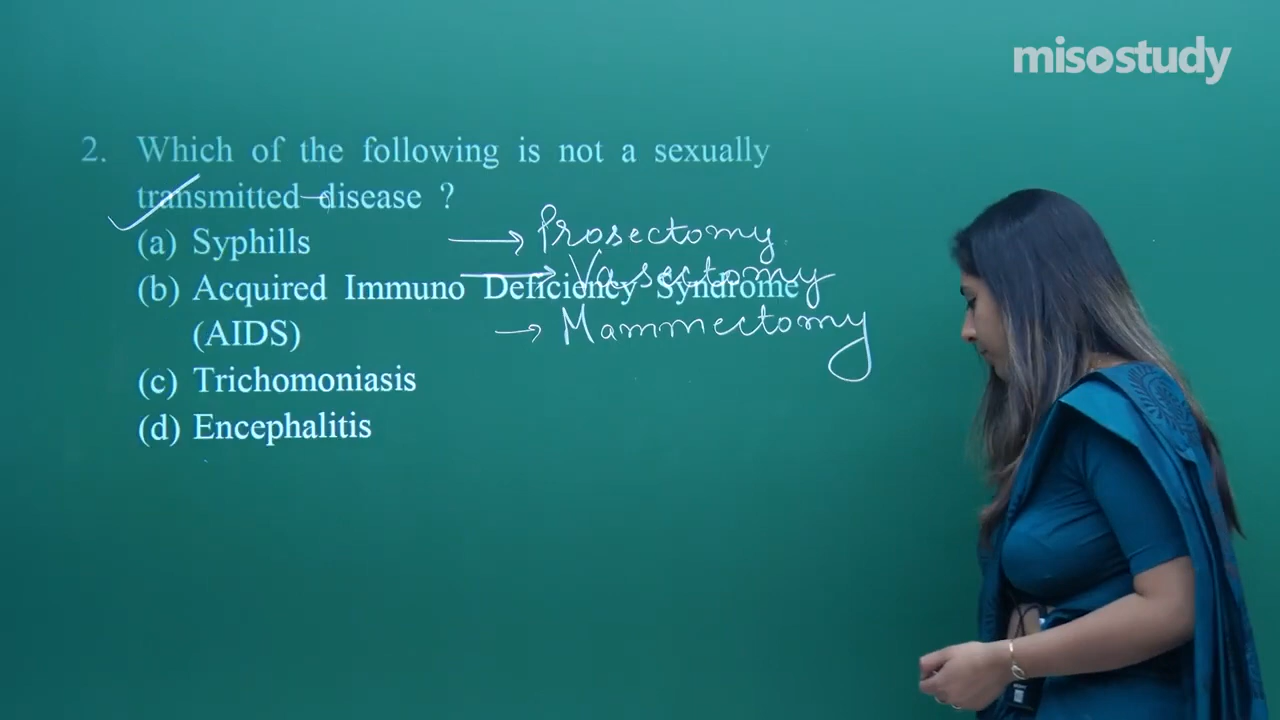 misostudy
2. Which of the following is not a sexually
transmitted disease ?
(a) Syphills
→ Prosectomy
→ Vasectomy
(b) Acquired Immuno Deficiency Syndrome
(AIDS)
→ Mammectomy
(c) Trichomoniasis
(d) Encephalitis